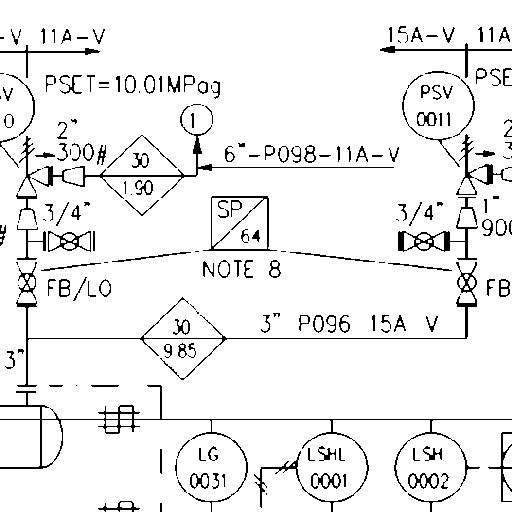 -V 11A-V
15A-V 11A
PSET=10.01MPag
SV
0
PSV
0011
PSE
1
2"
300#
30
1.90
6"-P098-11A-V
2
3
3/4"
SP
64
3/4"
1"
900
#
NOTE 8
FB/LO
FB
30
9.85
3" P096 15A V
3"
LG
0031
LSHL
0001
LSH
0002